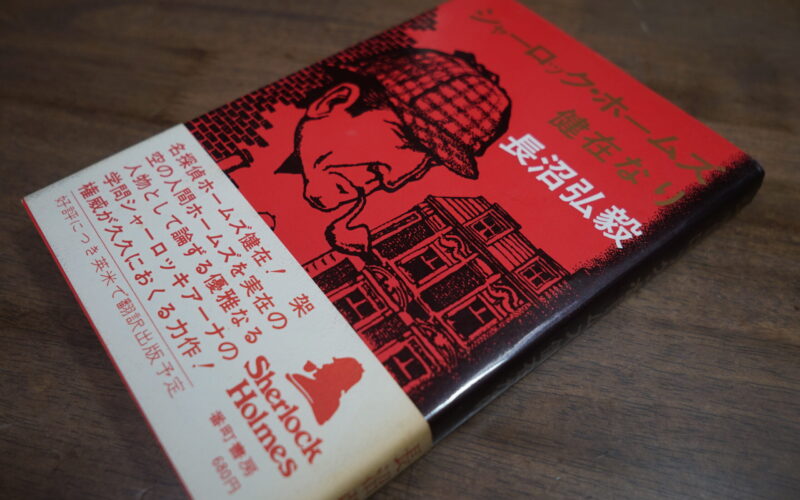 シャーロック・ホームズ
健在なり
長沼弘毅
名探偵ホームズ健在! 架
空の人間ホームズを実在の
人物として論ずる優雅なる
学問シャーロッキアーナの
権威が久久におくる力作!
好評につき英米で翻訳出版予定
Sherlock
Holmes
番町書房
680円